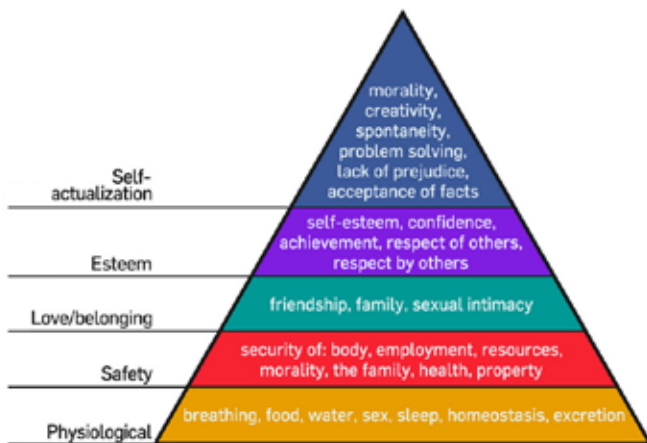 morality,
creativity,
spontaneity,
problem solving,
lack of prejudice,
acceptance of facts
Self-
actualization
self-esteem, confidence,
achievement, respect of others,
respect by others
Esteem
friendship, family, sexual intimacy
Love/belonging
security of: body, employment, resources,
morality, the family, health, property
Safety
breathing, food, water, sex, sleep, homeostasis, excretion
Physiological